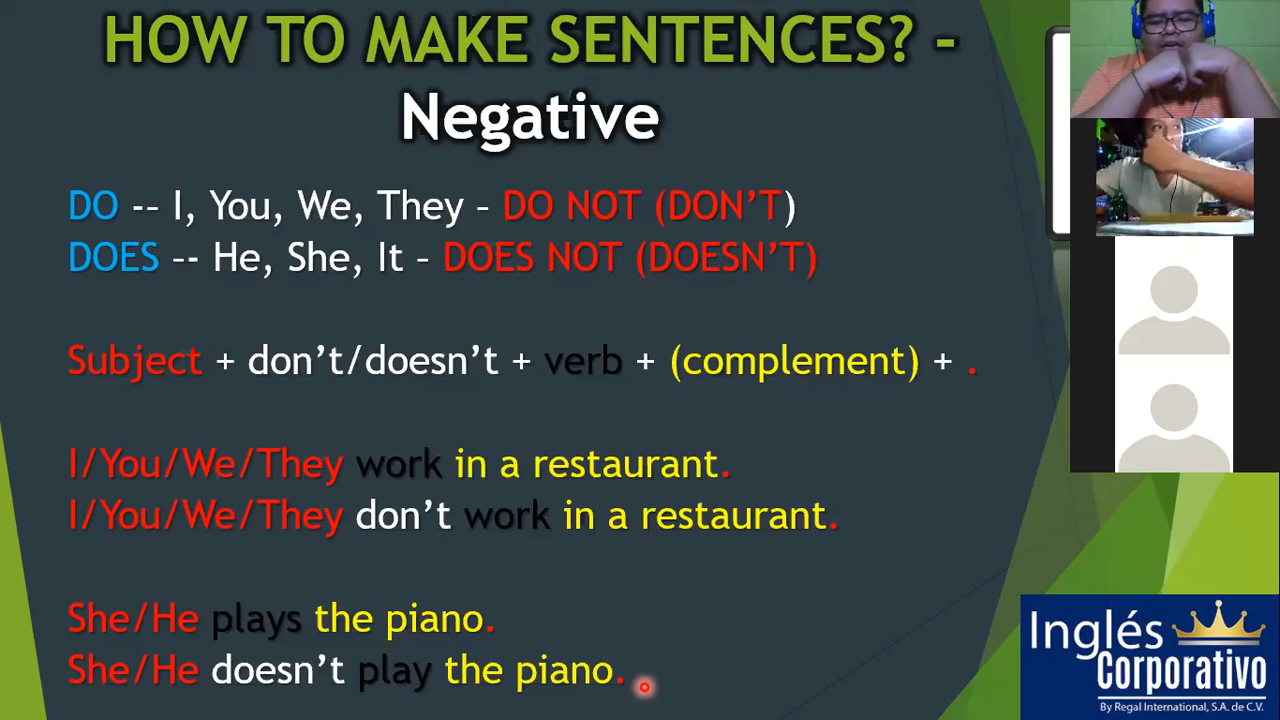 HOW TO MAKE SENTENCES? -
Negative
DO -- I, You, We, They – DO NOT (DON’T)
DOES –- He, She, It – DOES NOT (DOESN’T)
Subject + don’t/doesn’t + verb + (complement) + .
I/You/We/They work in a restaurant.
I/You/We/They don’t work in a restaurant.
She/He plays the piano.
She/He doesn’t play the piano.
Inglés
Corporativo
By Regal International, S.A. de C.V.